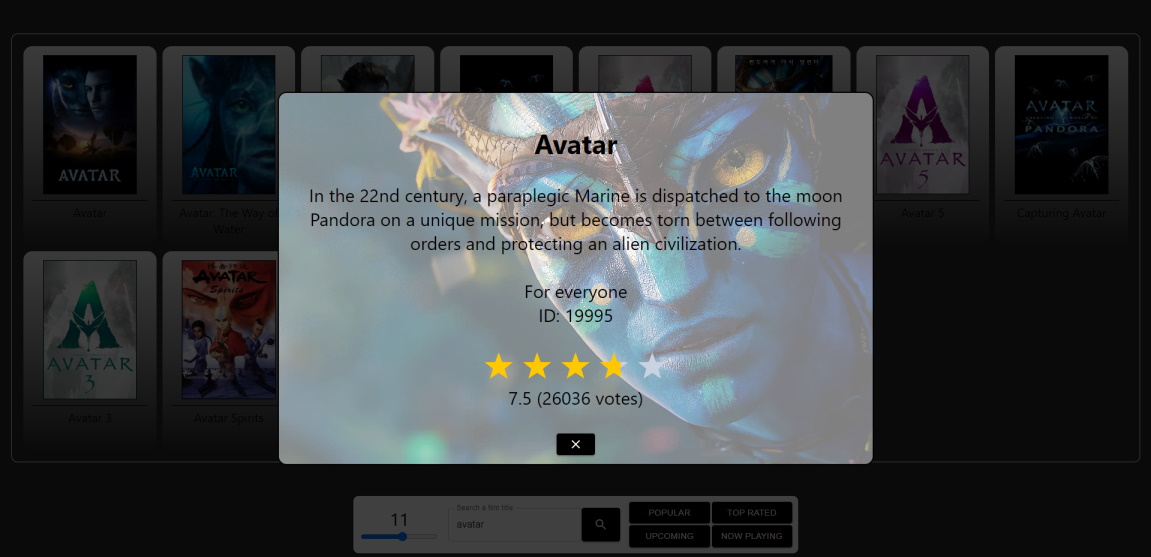 AVATAR
AVATAR
AVATAR
5
AVATAR
PANDORA
Avatar
Avatar: The Way of
Water
Avatar 5
Capturing Avatar
Avatar
In the 22nd century, a paraplegic Marine is dispatched to the moon
Pandora on a unique mission, but becomes torn between following
orders and protecting an alien civilization.
For everyone
ID: 19995
7.5 (26036 votes)
AVATAR
3
AVATAR
Spirits
Avatar 3
Avatar Spirits
11
Search a film title
avatar
POPULAR
TOP RATED
UPCOMING
NOW PLAYING